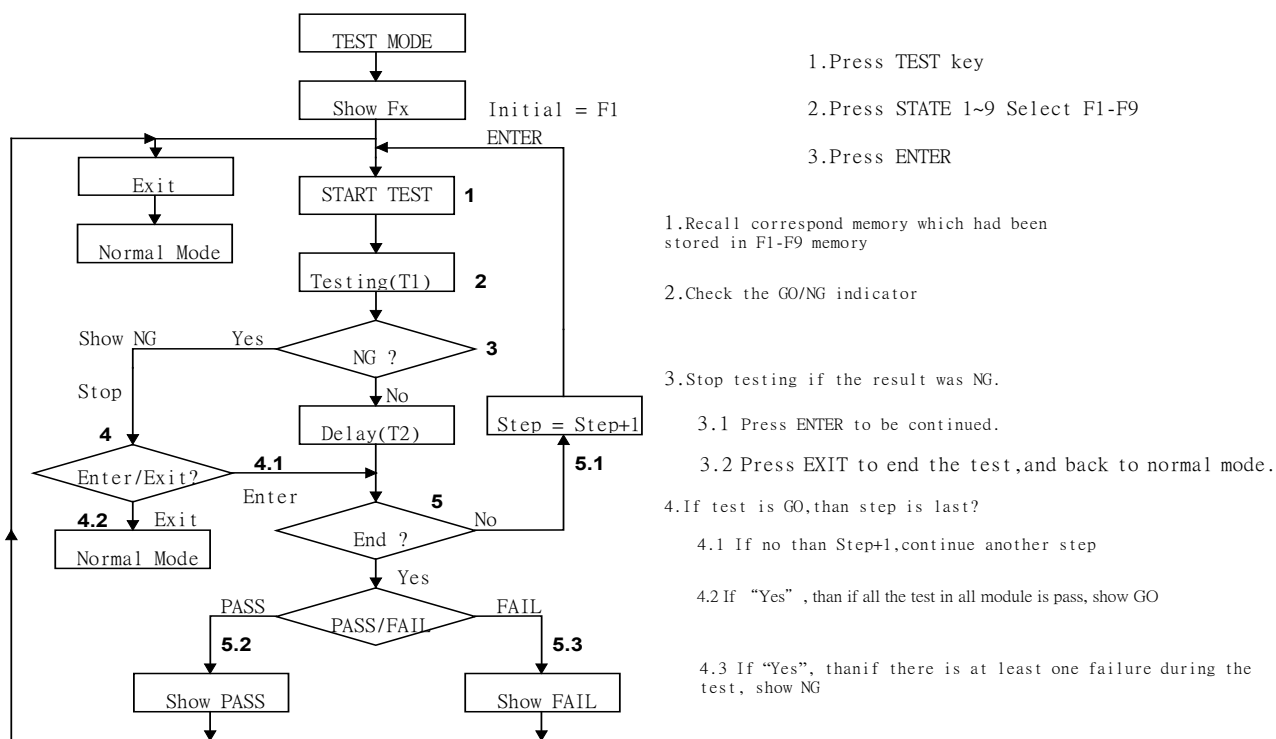 TEST MODE
Show Fx
Initial = F1
ENTER
Exit
START TEST
1
Normal Mode
Testing(T1)
2
Show NG
Yes
NG ?
3
Stop
No
Delay(T2)
Step = Step+1
4
Enter/Exit?
4.1
Enter
5.1
5
4.2
Exit
Normal Mode
End ?
No
Yes
PASS
PASS/FAIL
FAIL
5.2
5.3
Show PASS
Show FAIL
1.Press TEST key
2.Press STATE 1~9 Select F1-F9
3.Press ENTER
1.Recall correspond memory which had been
stored in F1-F9 memory
2.Check the GO/NG indicator
3.Stop testing if the result was NG.
3.1 Press ENTER to be continued.
3.2 Press EXIT to end the test,and back to normal mode.
4.If test is GO,than step is last?
4.1 If no than Step+1,continue another step
4.2 If “Yes”, than if all the test in all module is pass, show GO
4.3 If “Yes”, thanif there is at least one failure during the
test, show NG